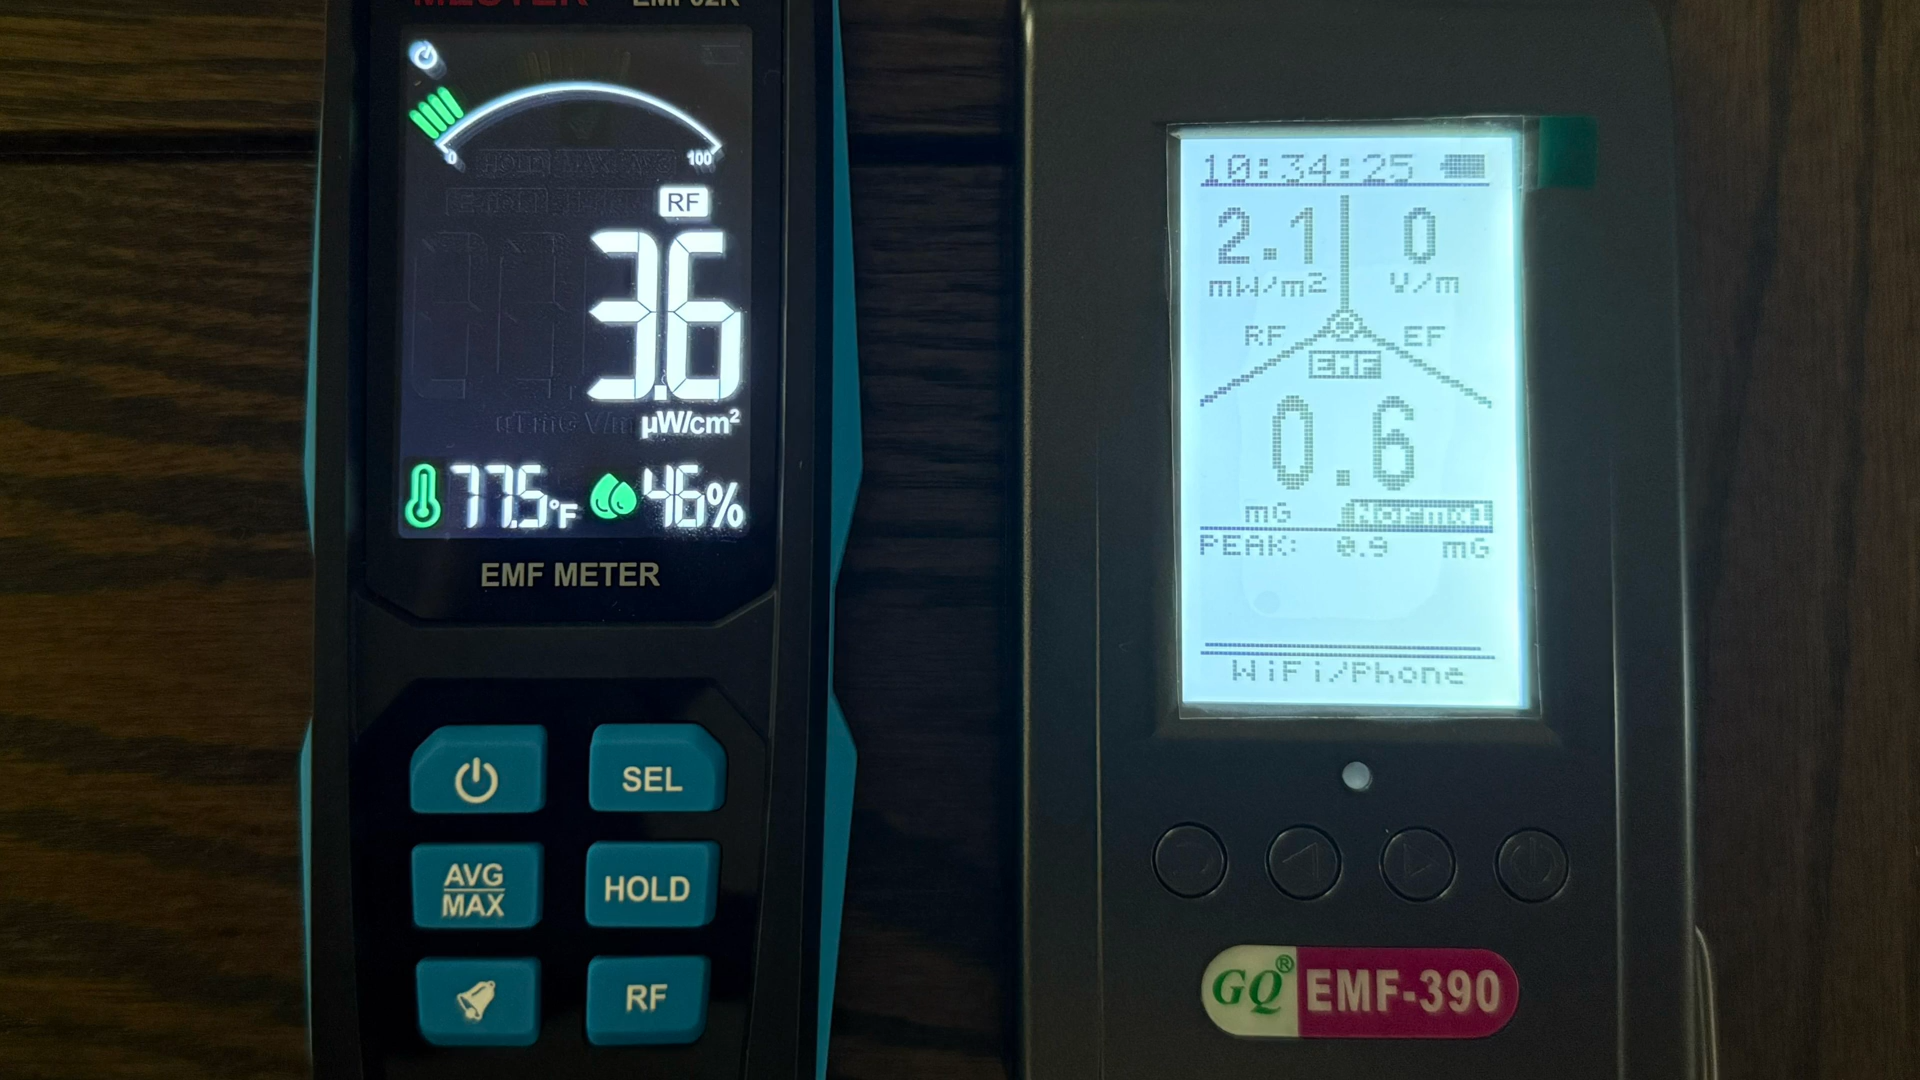 MESTEK EMF02R
0 100
RF
3.6
µW/cm²
77.5°F 46%
EMF METER
SEL
AVG
MAX
HOLD
RF
10:34:25
2.1 0
mW/m2 V/m
RF EF
EMF
0.6
mG Normal
PEAK: 0.9 mG
WiFi/Phone
GQ® EMF-390